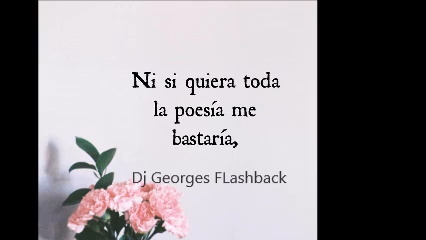 Ni si quiera toda
la poesía me
bastaría,
Dj Georges FLashback